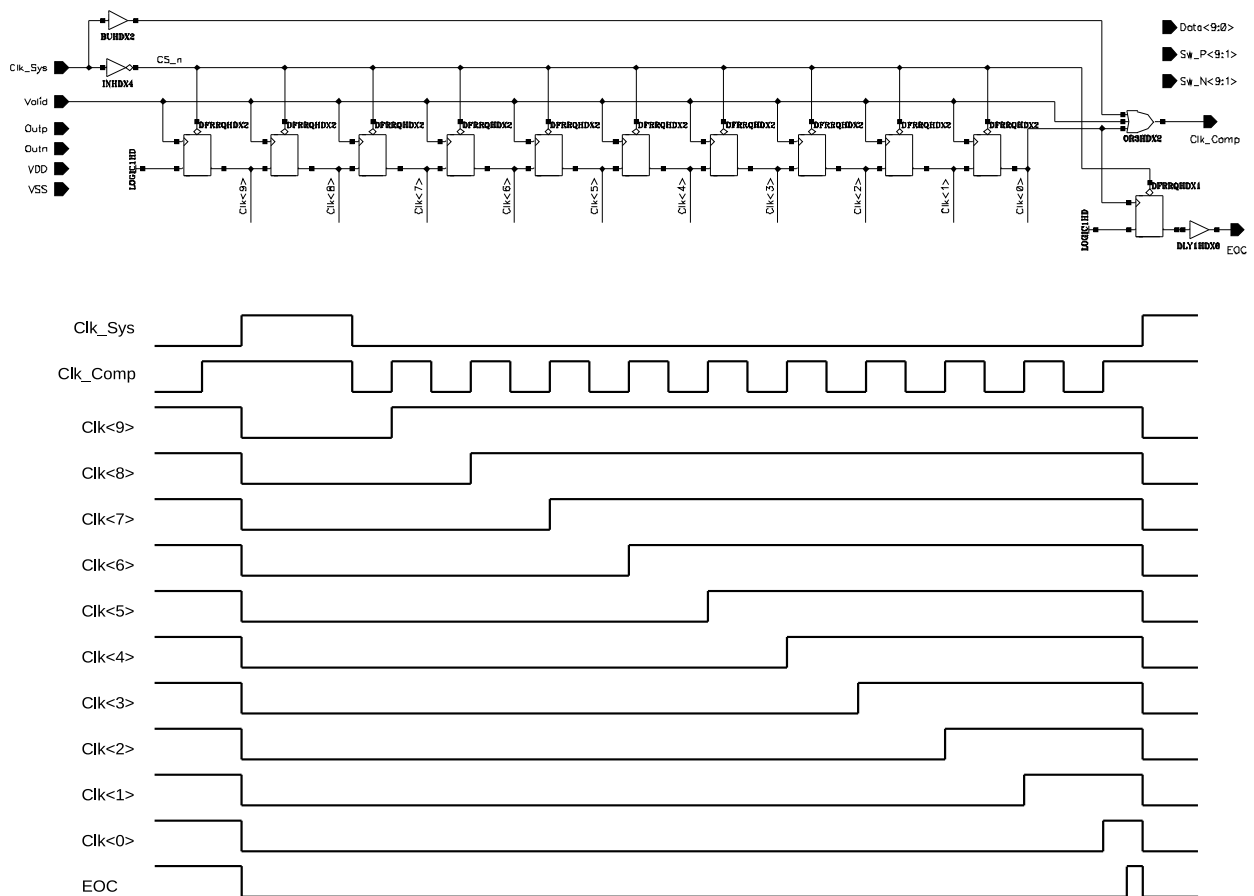 BUHDX2
Clk_Sys
INHDX4
CS_n
Valid
Outp
Outn
VDD
VSS
LOGIC1HD
DFRRQHDX2 DFRRQHDX2 DFRRQHDX2 DFRRQHDX2 DFRRQHDX2 DFRRQHDX2 DFRRQHDX2 DFRRQHDX2 DFRRQHDX2 DFRRQHDX2
Clk<9> Clk<8> Clk<7> Clk<6> Clk<5> Clk<4> Clk<3> Clk<2> Clk<1> Clk<0>
Data<9:0>
Sw_P<9:1>
Sw_N<9:1>
OR3HDX2
Clk_Comp
DFRRQHDX1
LOGIC1HD
DLY1HDX0
EOC
Clk_Sys
Clk_Comp
Clk<9>
Clk<8>
Clk<7>
Clk<6>
Clk<5>
Clk<4>
Clk<3>
Clk<2>
Clk<1>
Clk<0>
EOC